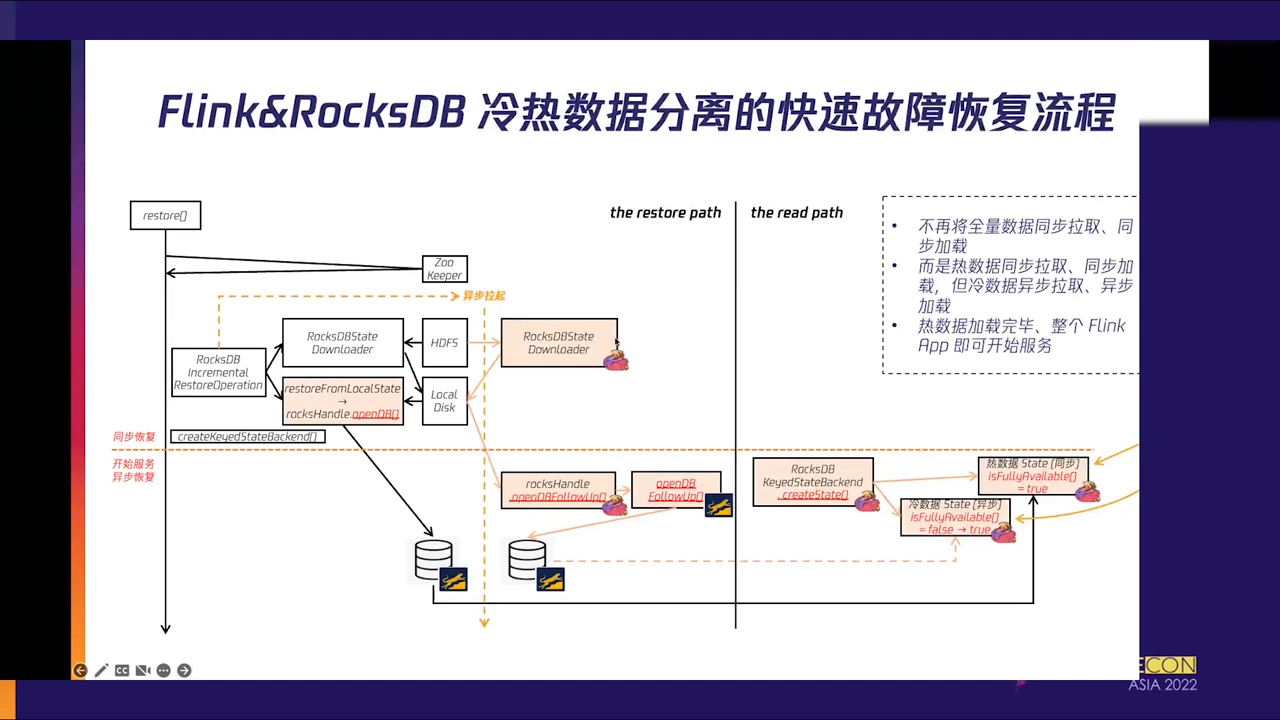 Flink&RocksDB 冷热数据分离的快速故障恢复流程
restore()
the restore path
the read path
Zoo
Keeper
异步拉起
• 不再将全量数据同步拉取、同
步加载
• 而是热数据同步拉取、同步加
载，但冷数据异步拉取、异步
加载
• 热数据加载完毕、整个 Flink
App 即可开始服务
RocksDB
Incremental
RestoreOperation
RocksDBState
Downloader
HDFS
RocksDBState
Downloader
restoreFromLocalState
→
rocksHandle.openDB()
Local
Disk
同步恢复
createKeyedStateBackend()
开始服务
异步恢复
rocksHandle
.openDBFollowUp()
openDB
FollowUp()
RocksDB
KeyedStateBackend
.createState()
热数据 State (同步)
isFullyAvailable()
= true
冷数据 State (异步)
isFullyAvailable()
= false → true
CC
ECON
ASIA 2022